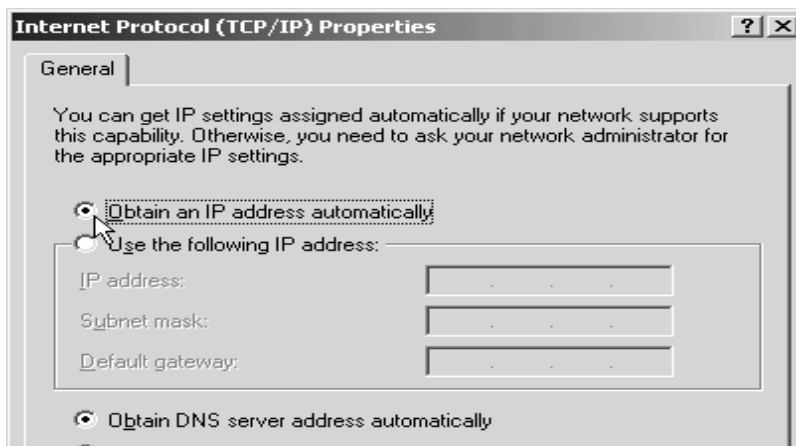 Internet Protocol (TCP/IP) Properties
General
You can get IP settings assigned automatically if your network supports
this capability. Otherwise, you need to ask your network administrator for
the appropriate IP settings.
Obtain an IP address automatically
Use the following IP address:
IP address:
Subnet mask:
Default gateway:
Obtain DNS server address automatically